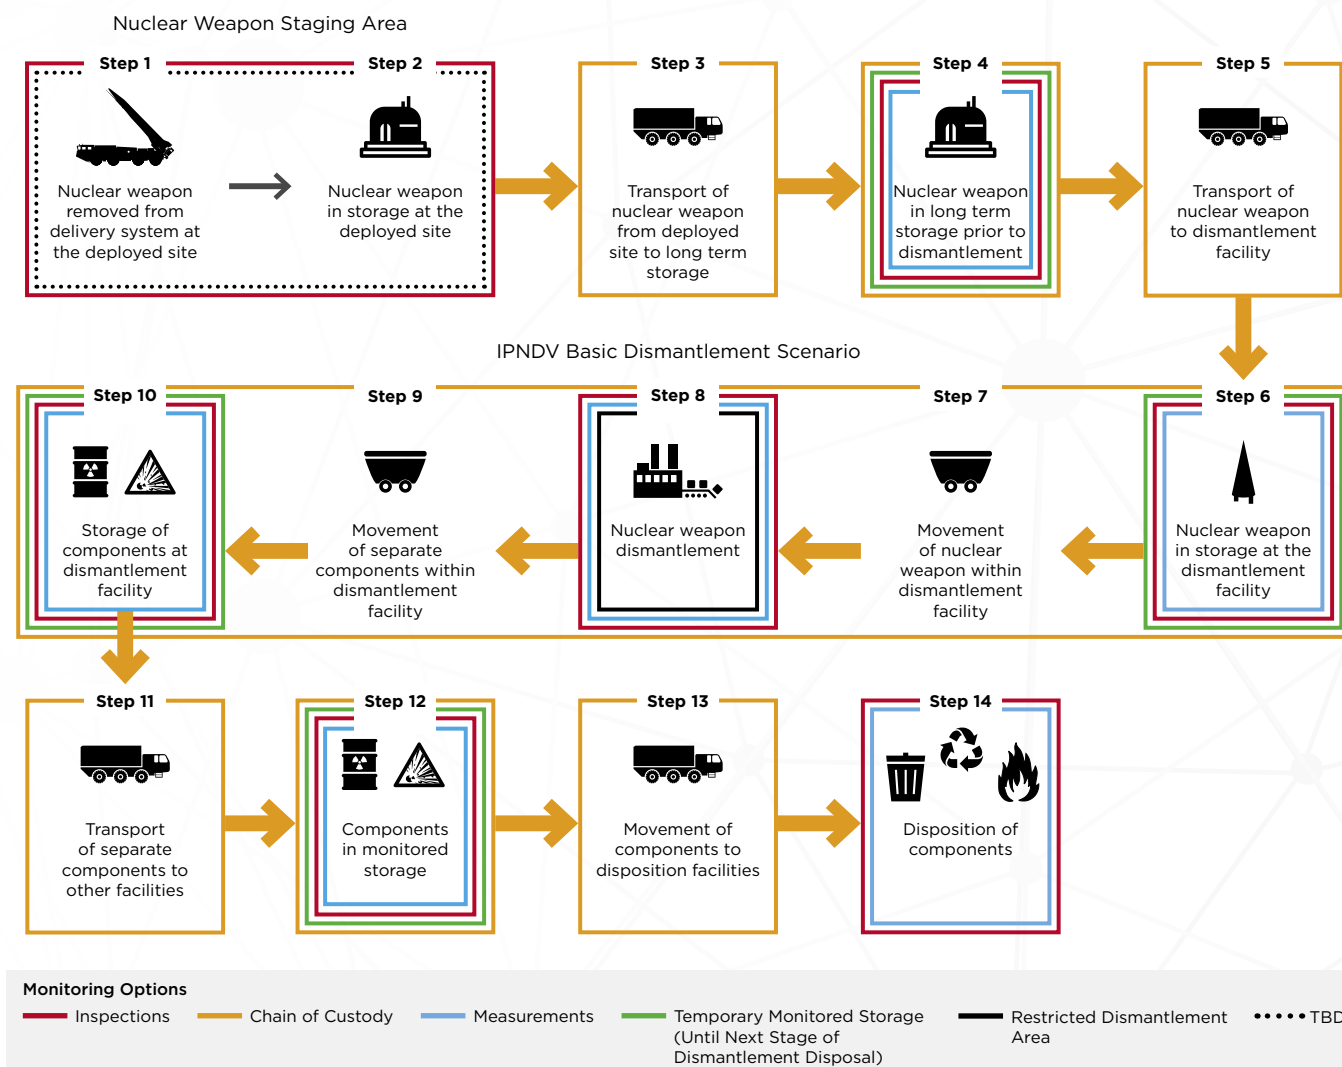 Nuclear Weapon Staging Area
Step 1
Nuclear weapon
removed from
delivery system at
the deployed site
Step 2
Nuclear weapon
in storage at the
deployed site
Step 3
Transport of
nuclear weapon
from deployed
site to long term
storage
Step 4
Nuclear weapon
in long term
storage prior to
dismantlement
Step 5
Transport of
nuclear weapon
to dismantlement
facility
IPNDV Basic Dismantlement Scenario
Step 10
Storage of
components at
dismantlement
facility
Step 9
Movement
of separate
components within
dismantlement
facility
Step 8
Nuclear weapon
dismantlement
Step 7
Movement
of nuclear
weapon within
dismantlement
facility
Step 6
Nuclear weapon
in storage at the
dismantlement
facility
Step 11
Transport
of separate
components to
other facilities
Step 12
Components
in monitored
storage
Step 13
Movement of
components to
disposition facilities
Step 14
Disposition of
components
Monitoring Options
Inspections
Chain of Custody
Measurements
Temporary Monitored Storage
(Until Next Stage of
Dismantlement Disposal)
Restricted Dismantlement
Area
TBD